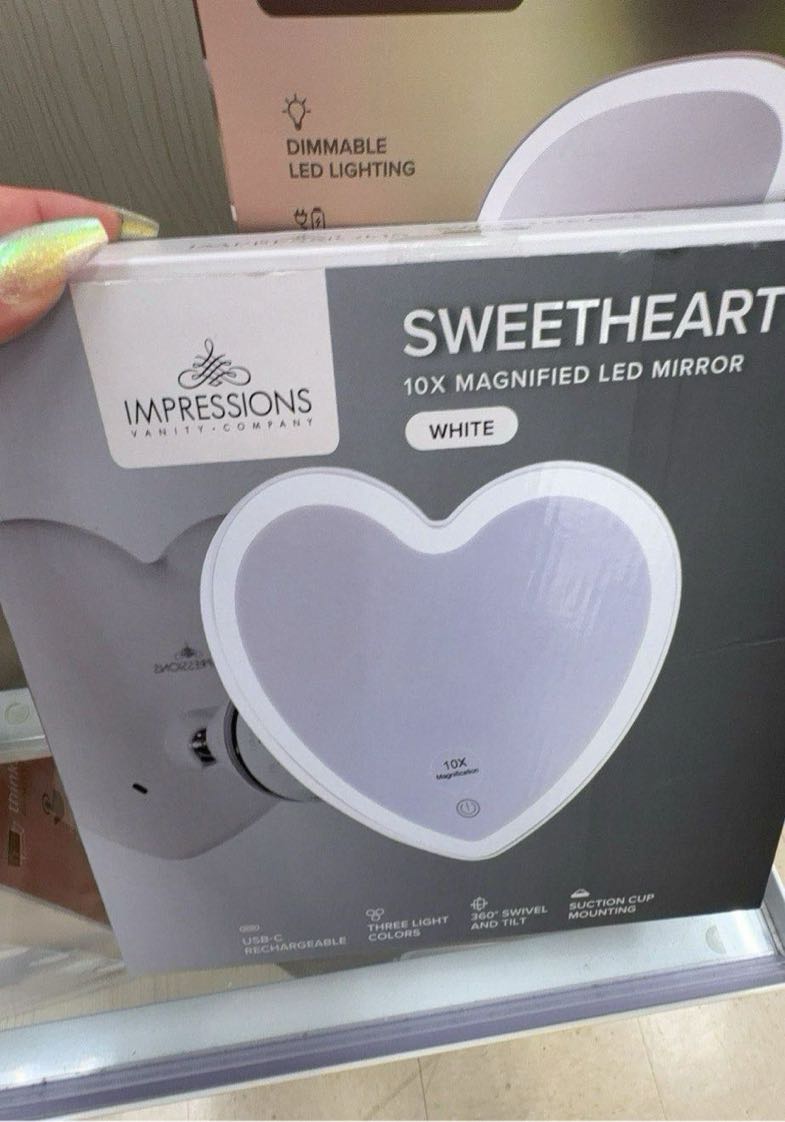 DIMMABLE
LED LIGHTING
IMPRESSIONS
VANITY • COMPANY
SWEETHEART
10X MAGNIFIED LED MIRROR
WHITE
10X
Magnification
USB-C
RECHARGEABLE
THREE LIGHT
COLORS
360° SWIVEL
AND TILT
SUCTION CUP
MOUNTING